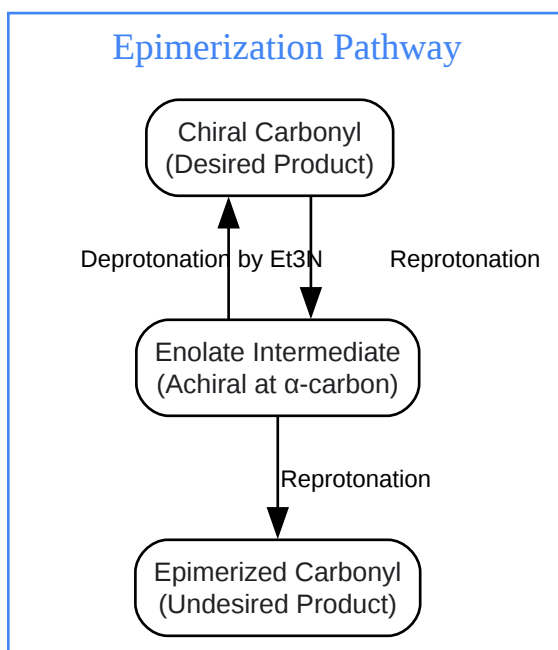 Epimerization Pathway
Chiral Carbonyl
(Desired Product)
Deprotonation by Et3N
Reprotonation
Enolate Intermediate
(Achiral at α-carbon)
Reprotonation
Epimerized Carbonyl
(Undesired Product)